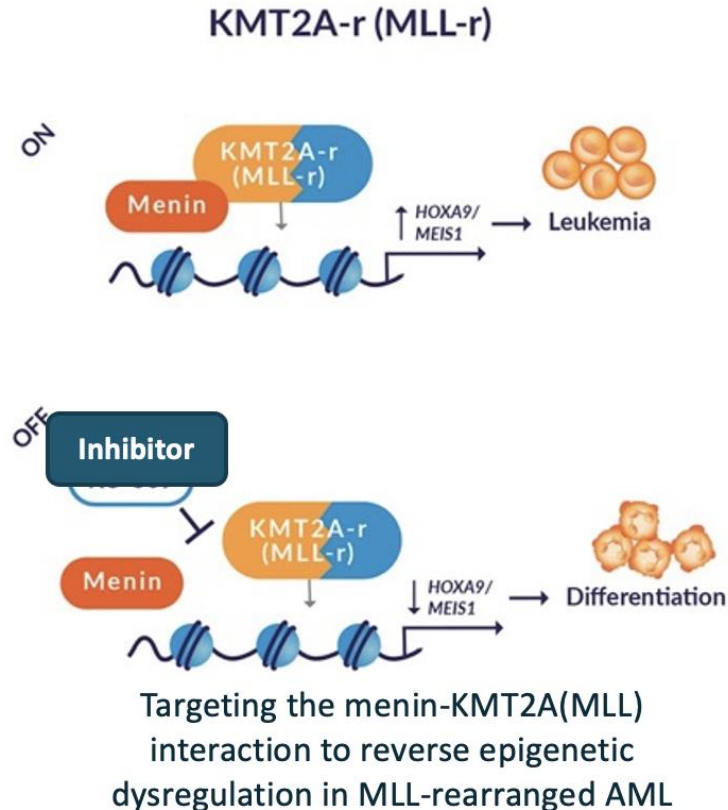 KMT2A-r (MLL-r)
ON
KMT2A-r
(MLL-r)
Menin
HOXA9/
MEIS1
Leukemia
OFF
Inhibitor
KMT2A-r
(MLL-r)
Menin
HOXA9/
MEIS1
Differentiation
Targeting the menin-KMT2A(MLL)
interaction to reverse epigenetic
dysregulation in MLL-rearranged AML